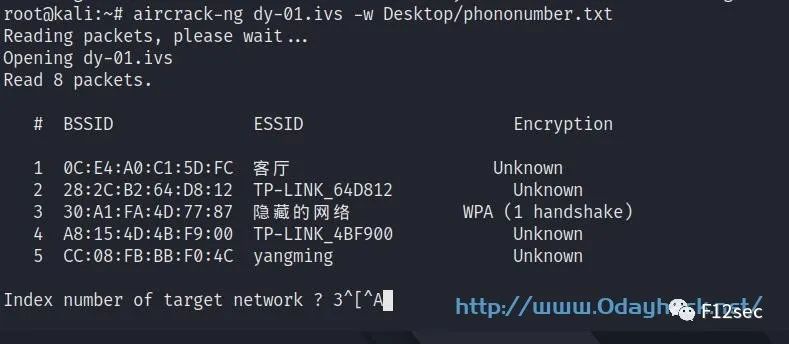 root@kali:~# aircrack-ng dy-01.ivs -w Desktop/phononumber.txt
Reading packets, please wait...
Opening dy-01.ivs
Read 8 packets.
# BSSID ESSID Encryption
1 0C:E4:A0:C1:5D:FC 客厅 Unknown
2 28:2C:B2:64:D8:12 TP-LINK_64D812 Unknown
3 30:A1:FA:4D:77:87 隐藏的网络 WPA (1 handshake)
4 A8:15:4D:4B:F9:00 TP-LINK_4BF900 Unknown
5 CC:08:FB:BB:F0:4C yangming Unknown
Index number of target network ? 3^[^A
F12sec